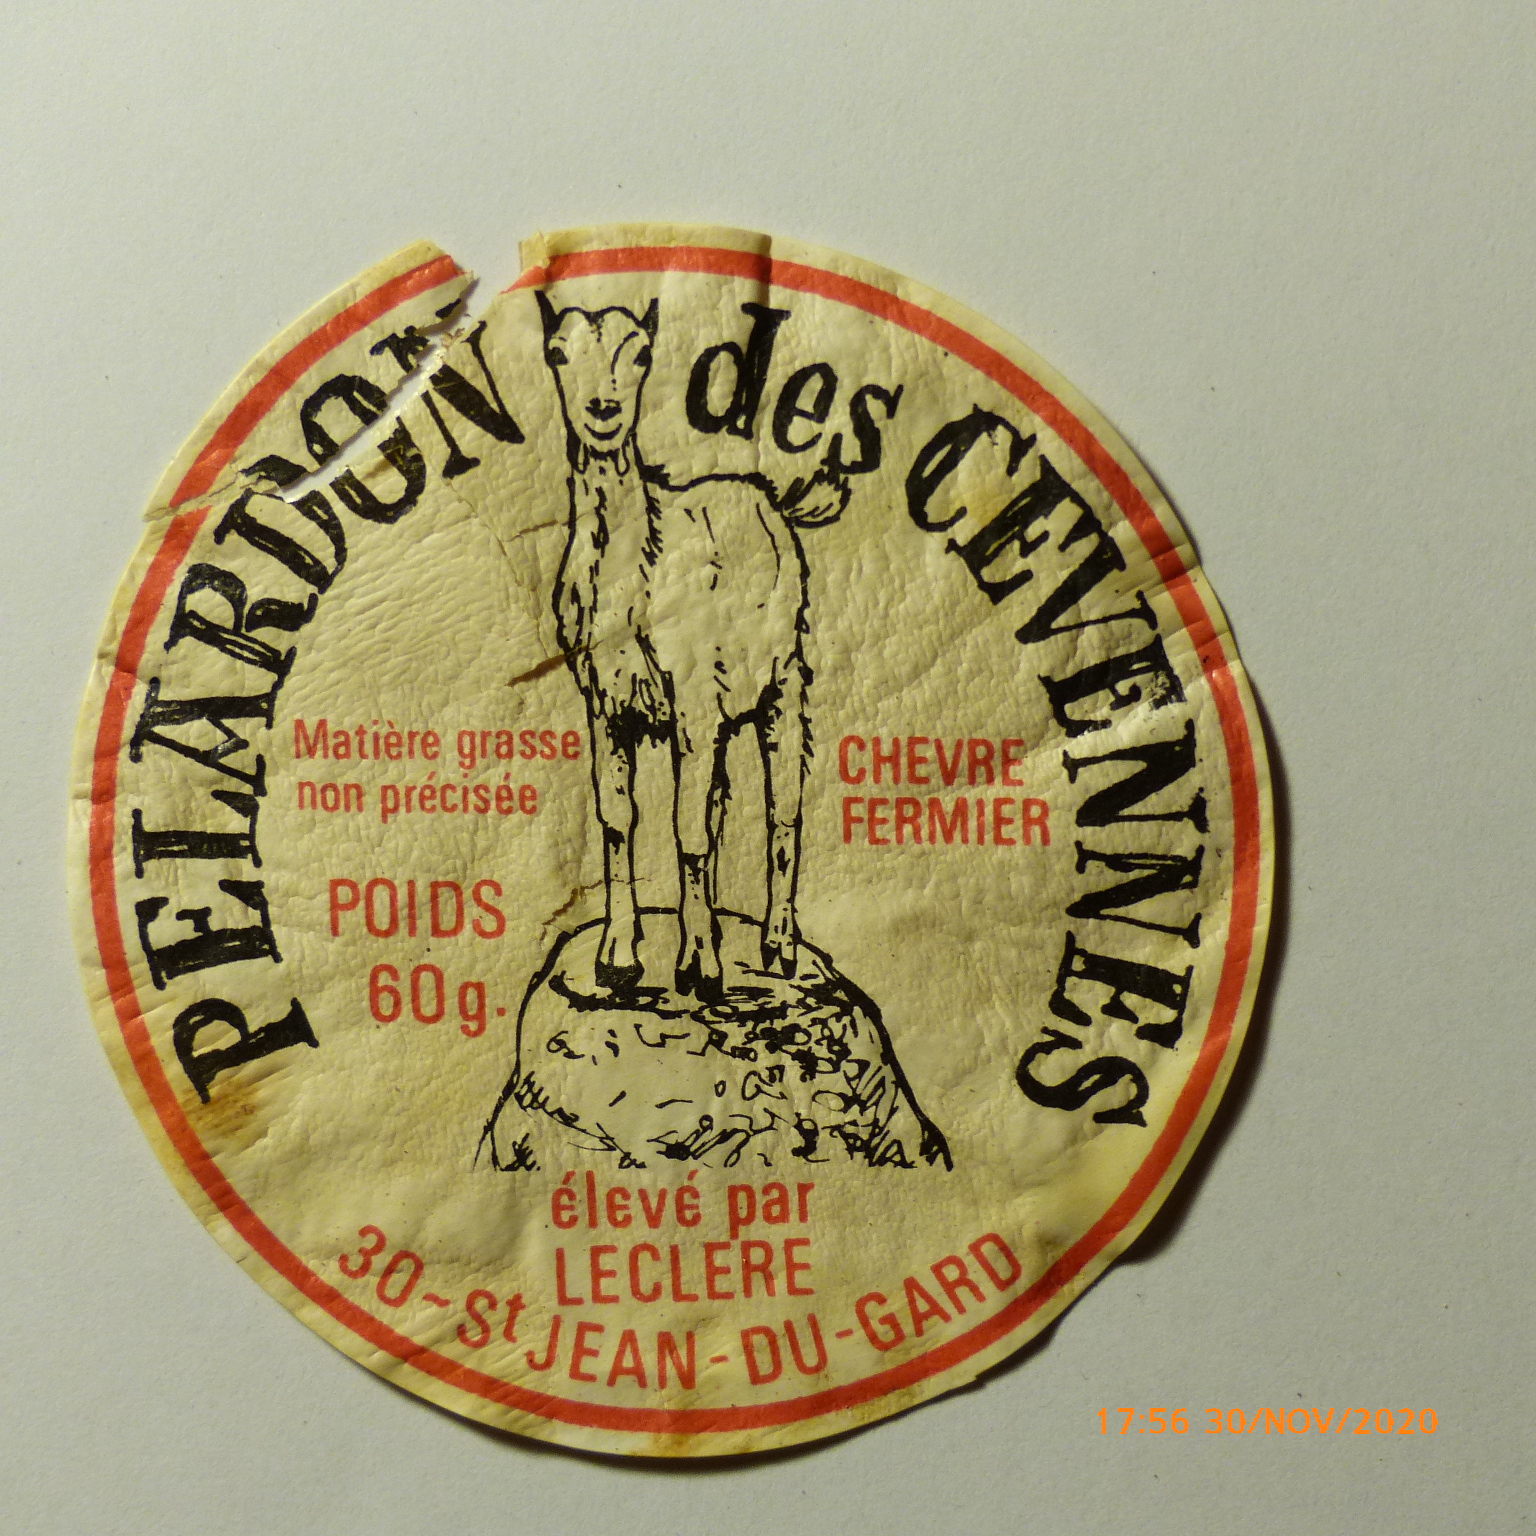 PELARDON des CEVENNES
Matière grasse
non précisée
CHEVRE
FERMIER
POIDS
60g.
élevé par
LECLERE
30~St JEAN-DU-GARD
17:56 30/NOV/2020